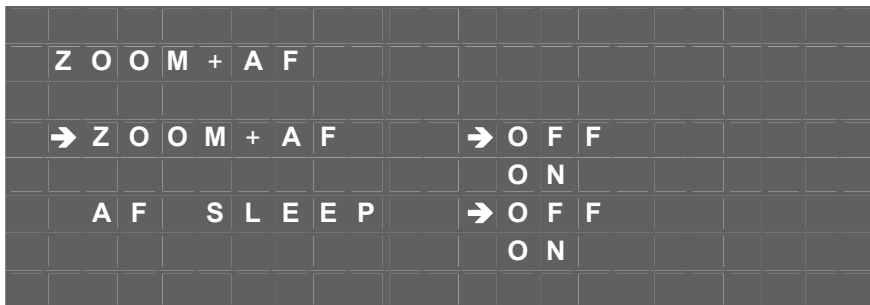 ZOOM+AF
➔ZOOM+AF ➔OFF
ON
AF SLEEP ➔OFF
ON